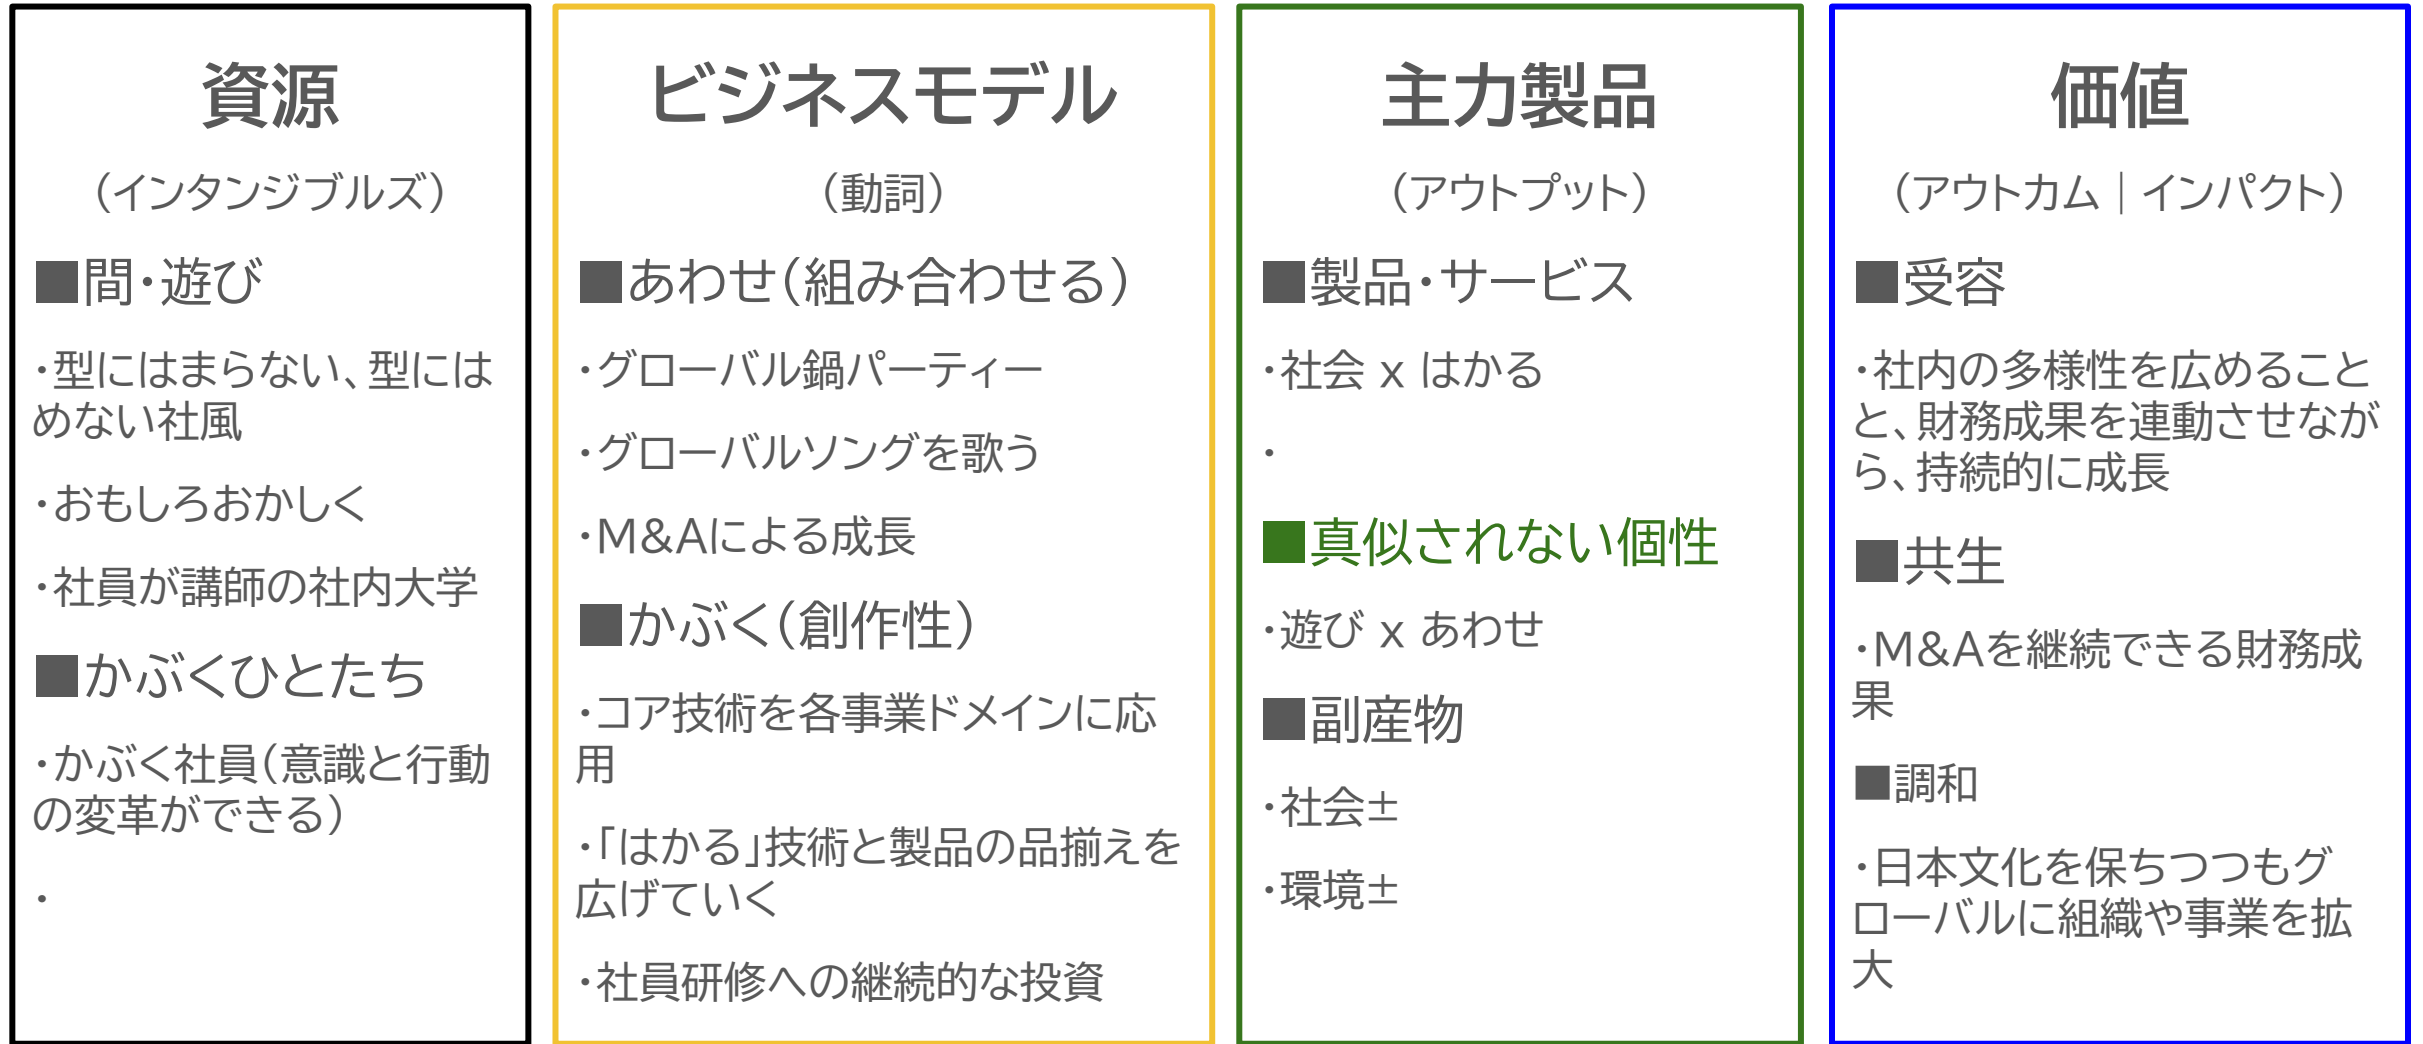 資源
（インタンジブルズ）
■間・遊び
・型にはまらない、型には
めない社風
・おもしろおかしく
・社員が講師の社内大学
■かぶくひとたち
・かぶく社員（意識と行動
の変革ができる）
・
ビジネスモデル
（動詞）
■あわせ（組み合わせる）
・グローバル鍋パーティー
・グローバルソングを歌う
・M&Aによる成長
■かぶく（創作性）
・コア技術を各事業ドメインに応
用
・「はかる」技術と製品の品揃えを
広げていく
・社員研修への継続的な投資
主力製品
（アウトプット）
■製品・サービス
・社会 x はかる
・
■真似されない個性
・遊び x あわせ
■副産物
・社会±
・環境±
価値
（アウトカム｜インパクト）
■受容
・社内の多様性を広めること
と、財務成果を連動させなが
ら、持続的に成長
■共生
・M&Aを継続できる財務成
果
■調和
・日本文化を保ちつつもグ
ローバルに組織や事業を拡
大